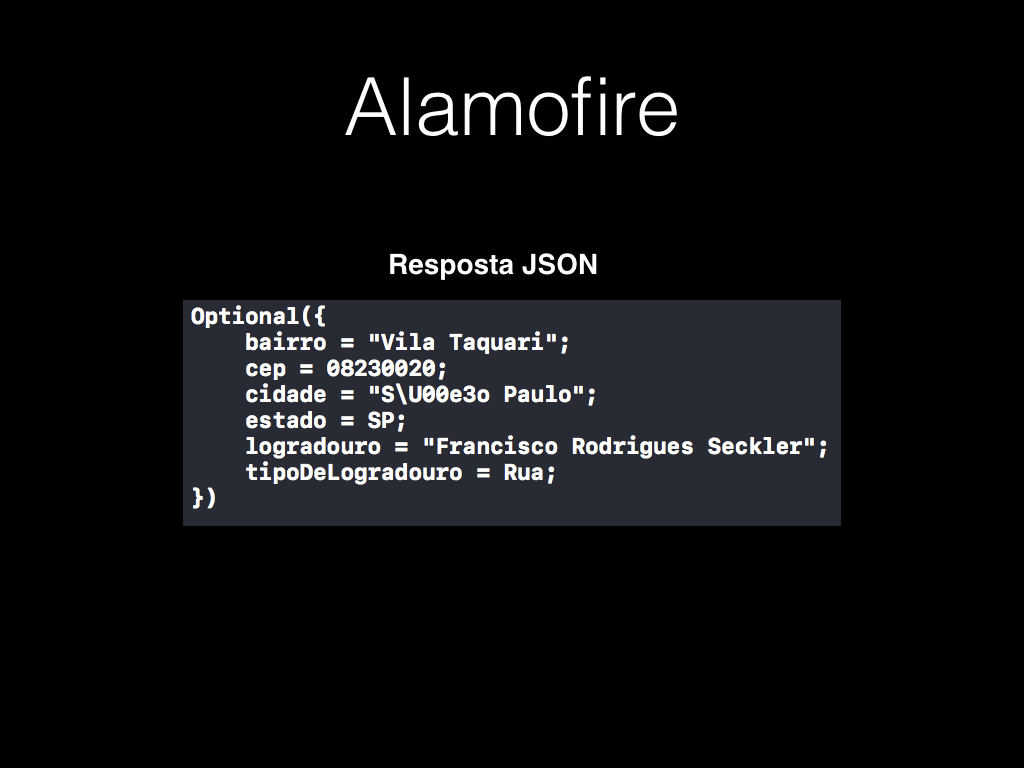 Alamofire
Resposta JSON
Optional({
    bairro = "Vila Taquari";
    cep = 08230020;
    cidade = "S\U00e3o Paulo";
    estado = SP;
    logradouro = "Francisco Rodrigues Seckler";
    tipoDeLogradouro = Rua;
})